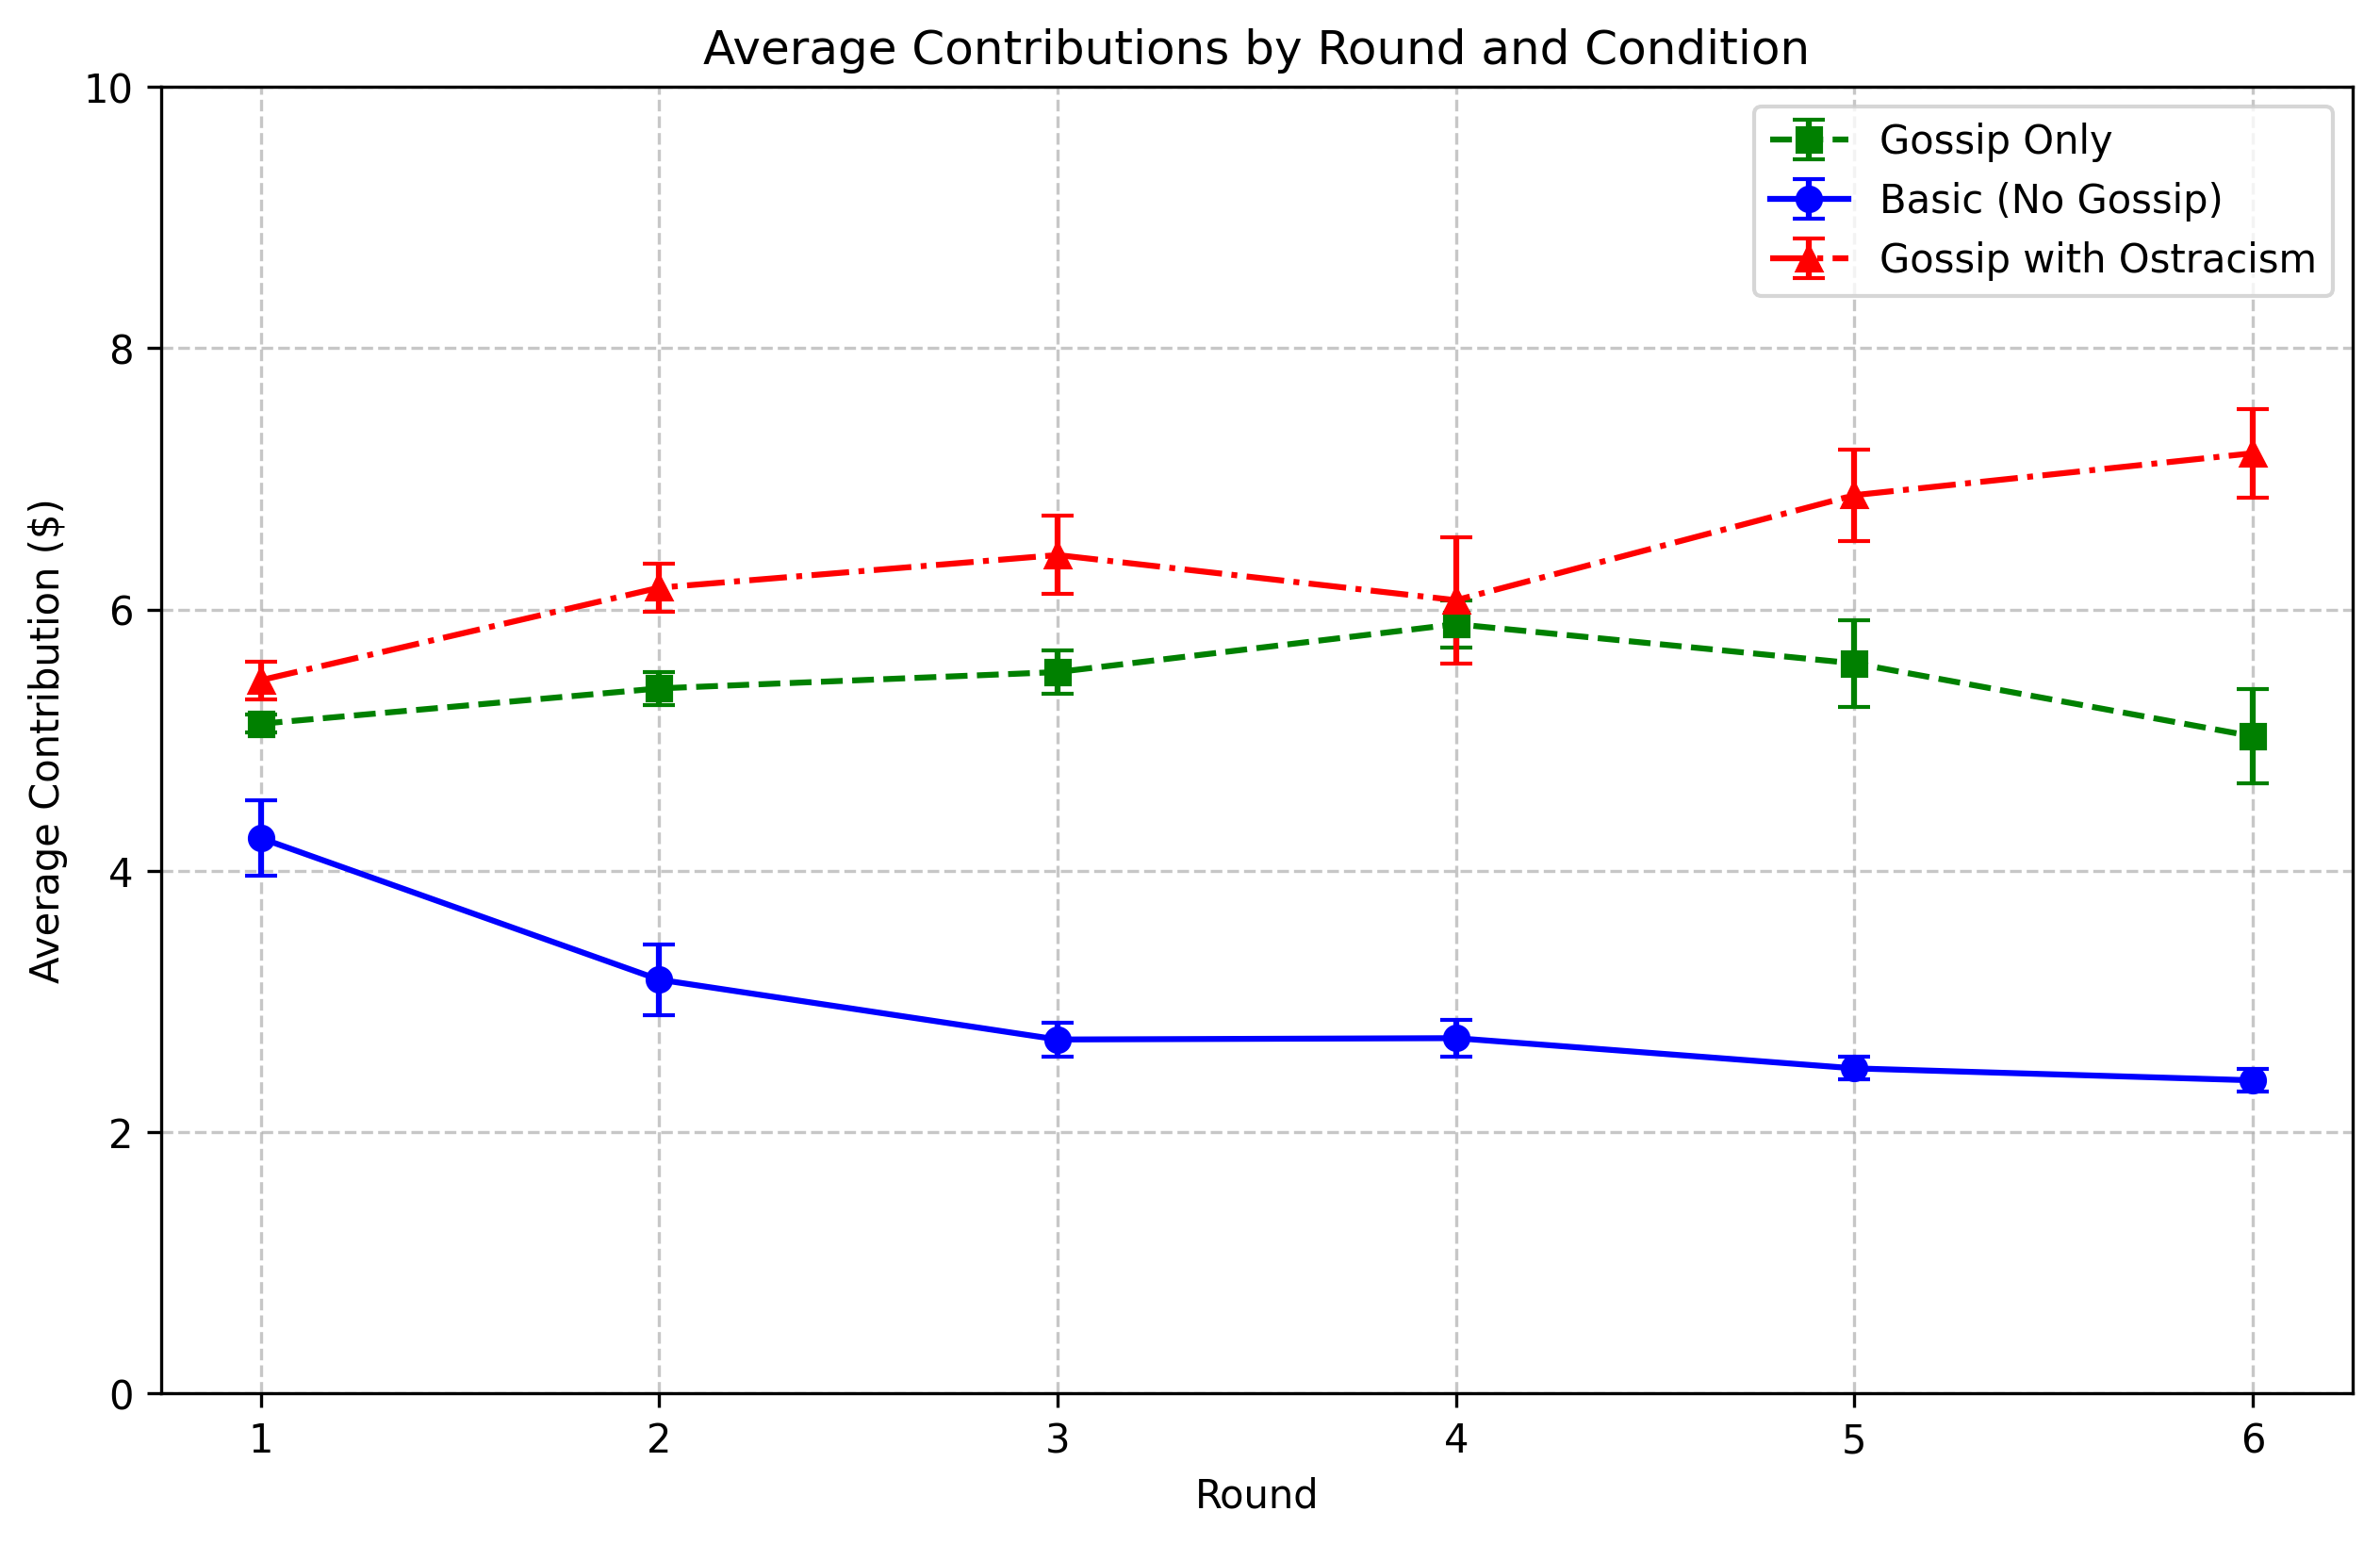 Average Contributions by Round and Condition
10
8
6
4
2
0
Average Contribution ($)
Gossip Only
Basic (No Gossip)
Gossip with Ostracism
1 2 3 4 5 6
Round